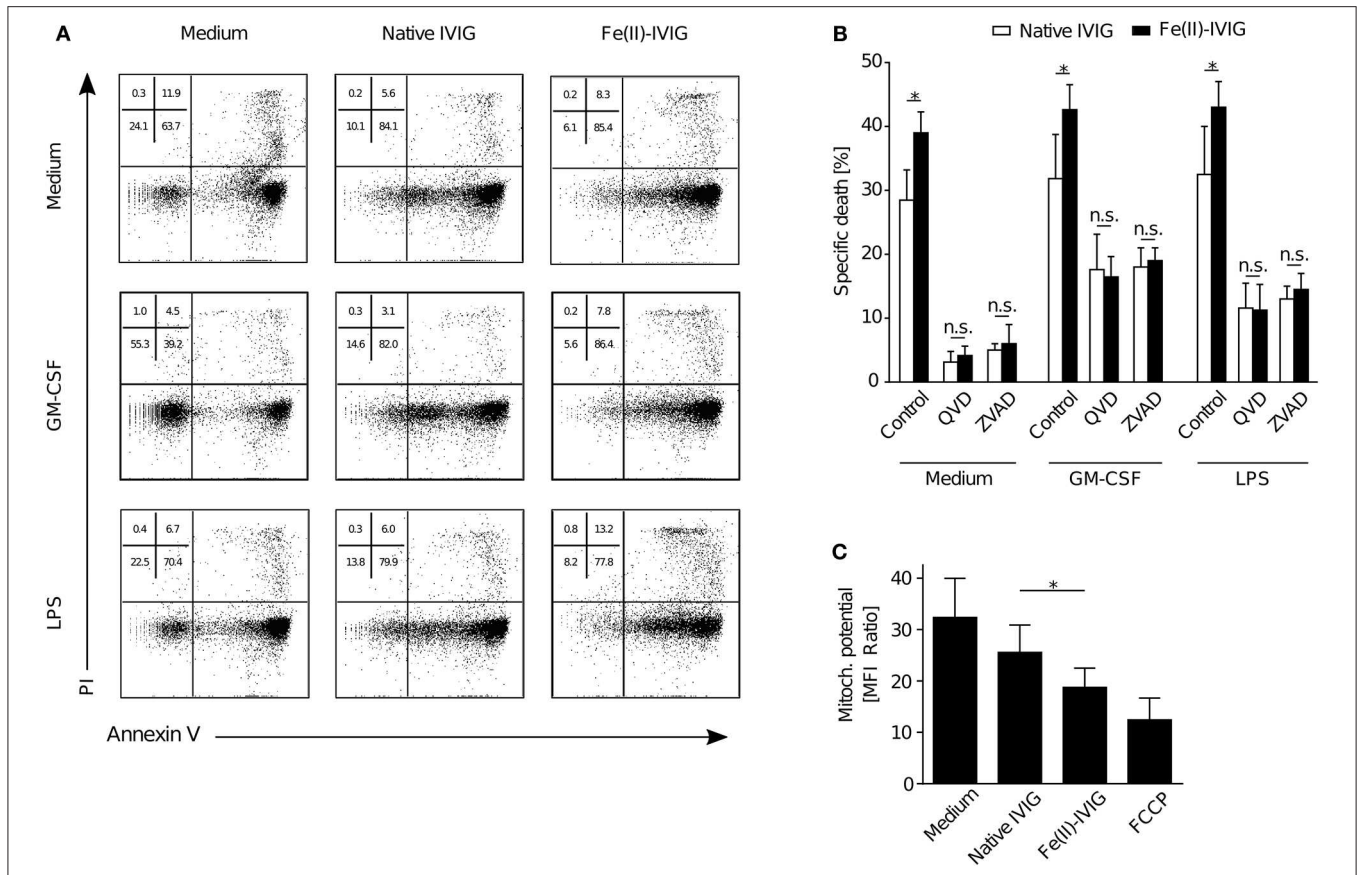 A
Medium
Native IVIG
Fe(II)-IVIG
Medium
0.3 11.9
24.1 63.7
0.2 5.6
10.1 84.1
0.2 8.3
6.1 85.4
GM-CSF
1.0 4.5
55.3 39.2
0.3 3.1
14.6 82.0
0.2 7.8
5.6 86.4
LPS
0.4 6.7
22.5 70.4
0.3 6.0
13.8 79.9
0.8 13.2
8.2 77.8
PI
Annexin V
B
Native IVIG Fe(II)-IVIG
Specific death [%]
50
40
30
20
10
0
* n.s. n.s. * n.s. n.s. * n.s. n.s.
Control QVD ZVAD Control QVD ZVAD Control QVD ZVAD
Medium GM-CSF LPS
C
Mitoch. potential
[MFI Ratio]
40
30
20
10
0
*
Medium Native IVIG Fe(II)-IVIG FCCP